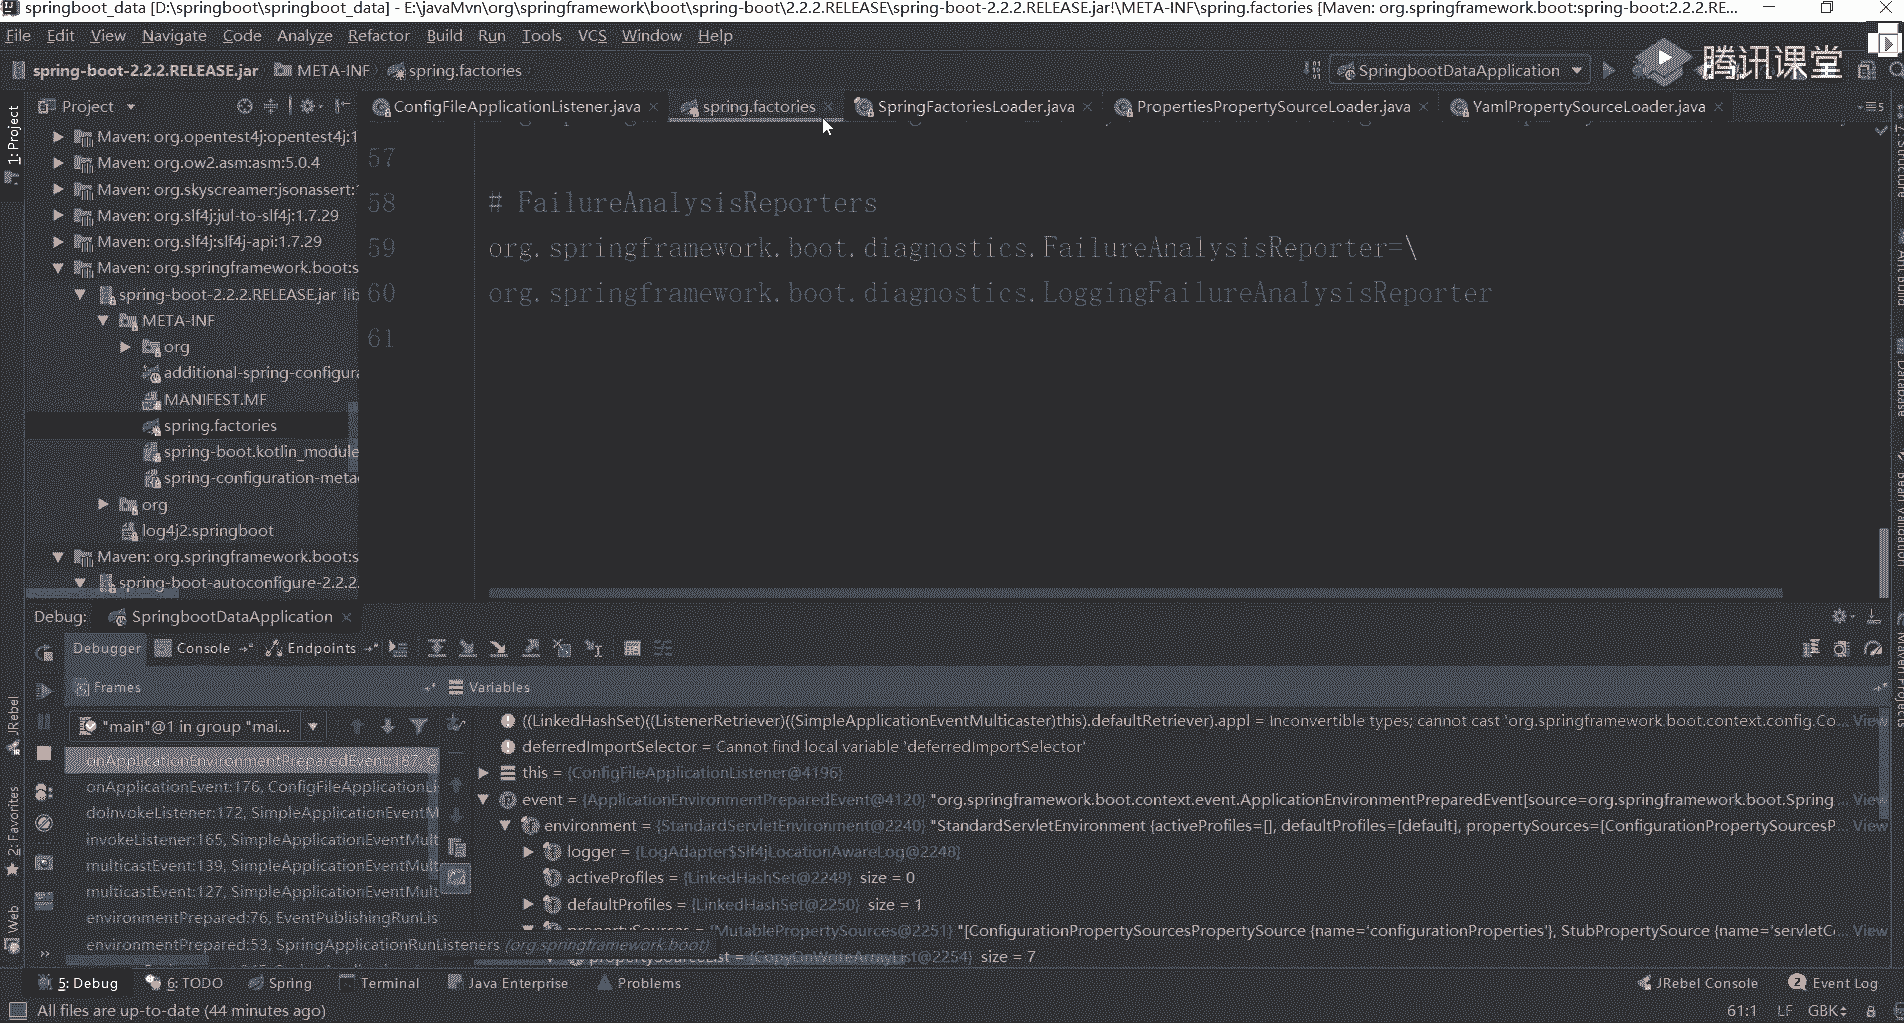 springboot_data [D:\springboot\springboot_data] - E:\javaMvn\org\springframework\boot\spring-boot\2.2.2.RELEASE\spring-boot-2.2.2.RELEASE.jar!\META-INF\spring.factories [Maven: org.springframework.boot:spring-boot:2.2.2.RE...
File Edit View Navigate Code Analyze Refactor Build Run Tools VCS Window Help
spring-boot-2.2.2.RELEASE.jar META-INF spring.factories SpringbootDataApplication 腾讯课堂
Project ConfigFileApplicationListener.java spring.factories SpringFactoriesLoader.java PropertiesPropertySourceLoader.java YamlPropertySourceLoader.java
1: Project
Maven: org.opentest4j:opentest4j:1
Maven: org.ow2.asm:asm:5.0.4
Maven: org.skyscreamer:jsonassert:
Maven: org.slf4j:jul-to-slf4j:1.7.29
Maven: org.slf4j:slf4j-api:1.7.29
Maven: org.springframework.boot:s
spring-boot-2.2.2.RELEASE.jar lib
META-INF
org
additional-spring-configura
MANIFEST.MF
spring.factories
spring-boot.kotlin_module
spring-configuration-meta
org
log4j2.springboot
Maven: org.springframework.boot:s
spring-boot-autoconfigure-2.2.2.
57
58 # FailureAnalysisReporters
59 org.springframework.boot.diagnostics.FailureAnalysisReporter=\
60 org.springframework.boot.diagnostics.LoggingFailureAnalysisReporter
61
Debug: SpringbootDataApplication
Debugger Console Endpoints
Frames
"main"@1 in group "mai...
onApplicationEnvironmentPreparedEvent:187, C
onApplicationEvent:176, ConfigFileApplicationLi
doInvokeListener:172, SimpleApplicationEventM
invokeListener:165, SimpleApplicationEventMult
multicastEvent:139, SimpleApplicationEventMult
multicastEvent:127, SimpleApplicationEventMult
environmentPrepared:76, EventPublishingRunLis
environmentPrepared:53, SpringApplicationRunListeners (org.springframework.boot)
Variables
((LinkedHashSet)((ListenerRetriever)((SimpleApplicationEventMulticaster)this).defaultRetriever).appl = Inconvertible types; cannot cast 'org.springframework.boot.context.config.Co... View
deferredImportSelector = Cannot find local variable 'deferredImportSelector'
this = {ConfigFileApplicationListener@4196}
event = {ApplicationEnvironmentPreparedEvent@4120} "org.springframework.boot.context.event.ApplicationEnvironmentPreparedEvent[source=org.springframework.boot.Spring ... View
environment = {StandardServletEnvironment@2240} "StandardServletEnvironment {activeProfiles=[], defaultProfiles=[default], propertySources=[ConfigurationPropertySourcesP... View
logger = {LogAdapter$Slf4jLocationAwareLog@2248}
activeProfiles = {LinkedHashSet@2249} size = 0
defaultProfiles = {LinkedHashSet@2250} size = 1
propertySources = {MutablePropertySources@2251} "[ConfigurationPropertySourcesPropertySource {name='configurationProperties'}, StubPropertySource {name='servletC... View
propertySourceList = {CopyOnWriteArrayList@2254} size = 7
JRebel
2: Favorites
Web
5: Debug 6: TODO Spring Terminal Java Enterprise Problems JRebel Console 2 Event Log
All files are up-to-date (44 minutes ago) 61:1 LF GBK